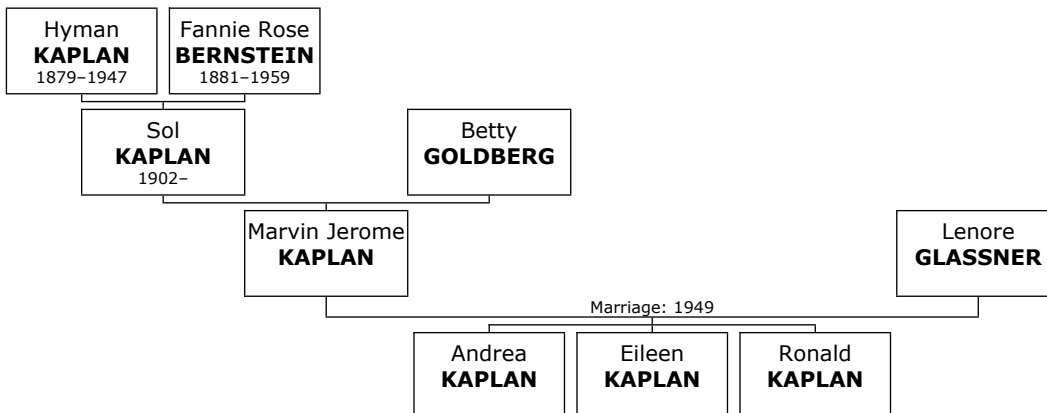 Hyman
KAPLAN
1879–1947
Fannie Rose
BERNSTEIN
1881–1959
Sol
KAPLAN
1902–
Betty
GOLDBERG
Marvin Jerome
KAPLAN
Lenore
GLASSNER
Marriage: 1949
Andrea
KAPLAN
Eileen
KAPLAN
Ronald
KAPLAN